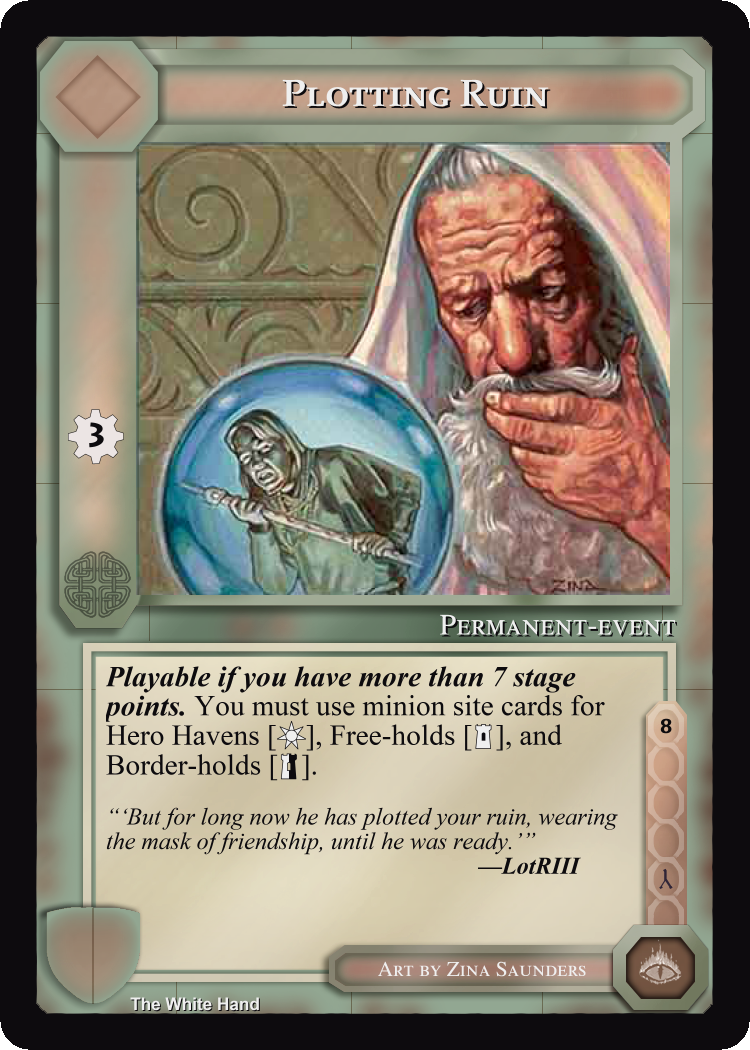 Plotting Ruin
3
ZINA
Permanent-event
Playable if you have more than 7 stage
points. You must use minion site cards for
Hero Havens [ ], Free-holds [ ], and
Border-holds [ ].
8
“‘But for long now he has plotted your ruin, wearing
the mask of friendship, until he was ready.’”
—LotRIII
Art by Zina Saunders
The White Hand